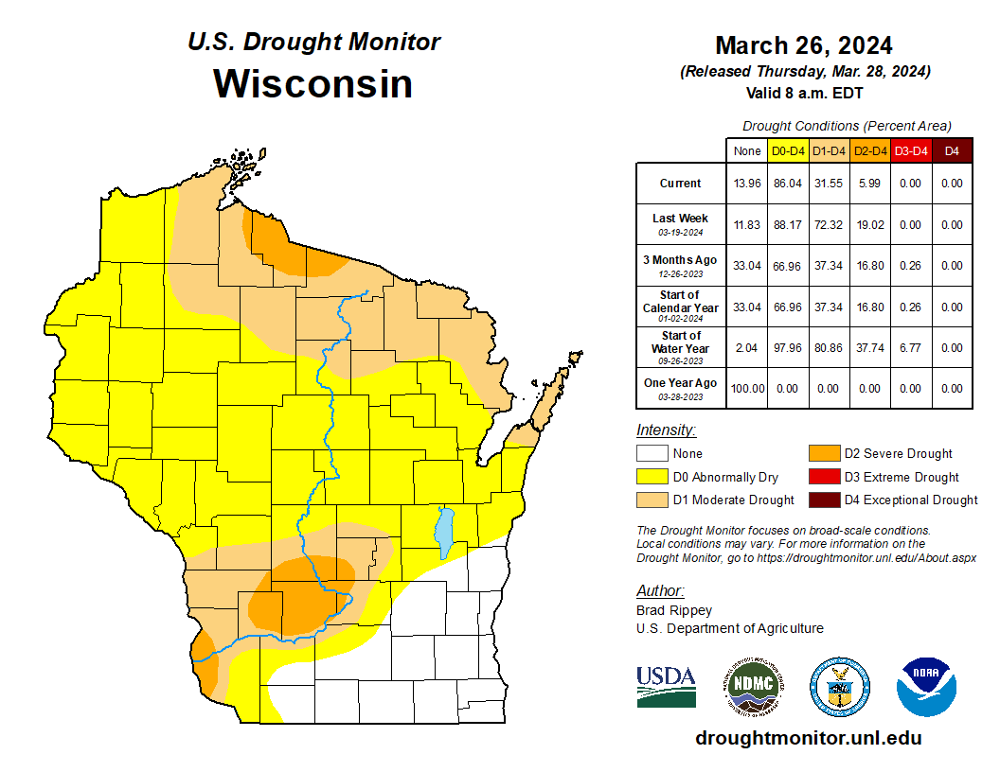 U.S. Drought Monitor
Wisconsin
March 26, 2024
(Released Thursday, Mar. 28, 2024)
Valid 8 a.m. EDT
Drought Conditions (Percent Area)
None D0-D4 D1-D4 D2-D4 D3-D4 D4
Current 13.96 86.04 31.55 5.99 0.00 0.00
Last Week
03-19-2024
11.83 88.17 72.32 19.02 0.00 0.00
3 Months Ago
12-26-2023
33.04 66.96 37.34 16.80 0.26 0.00
Start of
Calendar Year
01-02-2024
33.04 66.96 37.34 16.80 0.26 0.00
Start of
Water Year
09-26-2023
2.04 97.96 80.86 37.74 6.77 0.00
One Year Ago
03-28-2023
100.00 0.00 0.00 0.00 0.00 0.00
Intensity:
None
D0 Abnormally Dry
D1 Moderate Drought
D2 Severe Drought
D3 Extreme Drought
D4 Exceptional Drought
The Drought Monitor focuses on broad-scale conditions.
Local conditions may vary. For more information on the
Drought Monitor, go to https://droughtmonitor.unl.edu/About.aspx
Author:
Brad Rippey
U.S. Department of Agriculture
USDA
NDMC
NOAA
droughtmonitor.unl.edu